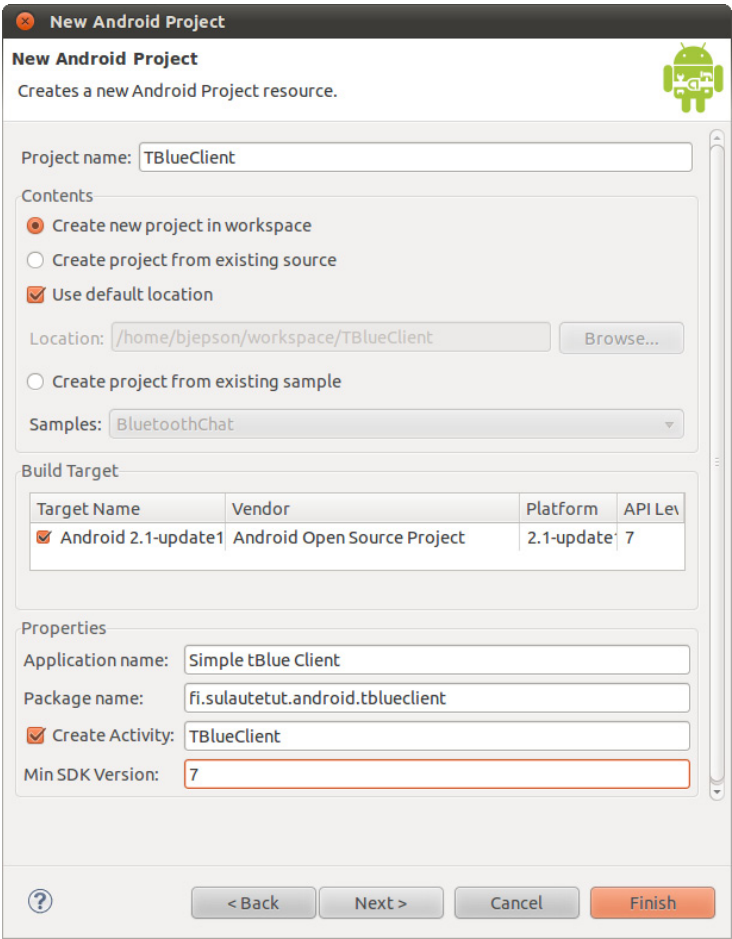 New Android Project
New Android Project
Creates a new Android Project resource.
Project name: TBlueClient
Contents
Create new project in workspace
Create project from existing source
Use default location
Location: /home/bjepson/workspace/TBlueClient Browse...
Create project from existing sample
Samples: BluetoothChat
Build Target
Target Name Vendor Platform API Lev
Android 2.1-update1 Android Open Source Project 2.1-update1 7
Properties
Application name: Simple tBlue Client
Package name: fi.sulautetut.android.tblueclient
Create Activity: TBlueClient
Min SDK Version: 7
? < Back Next > Cancel Finish